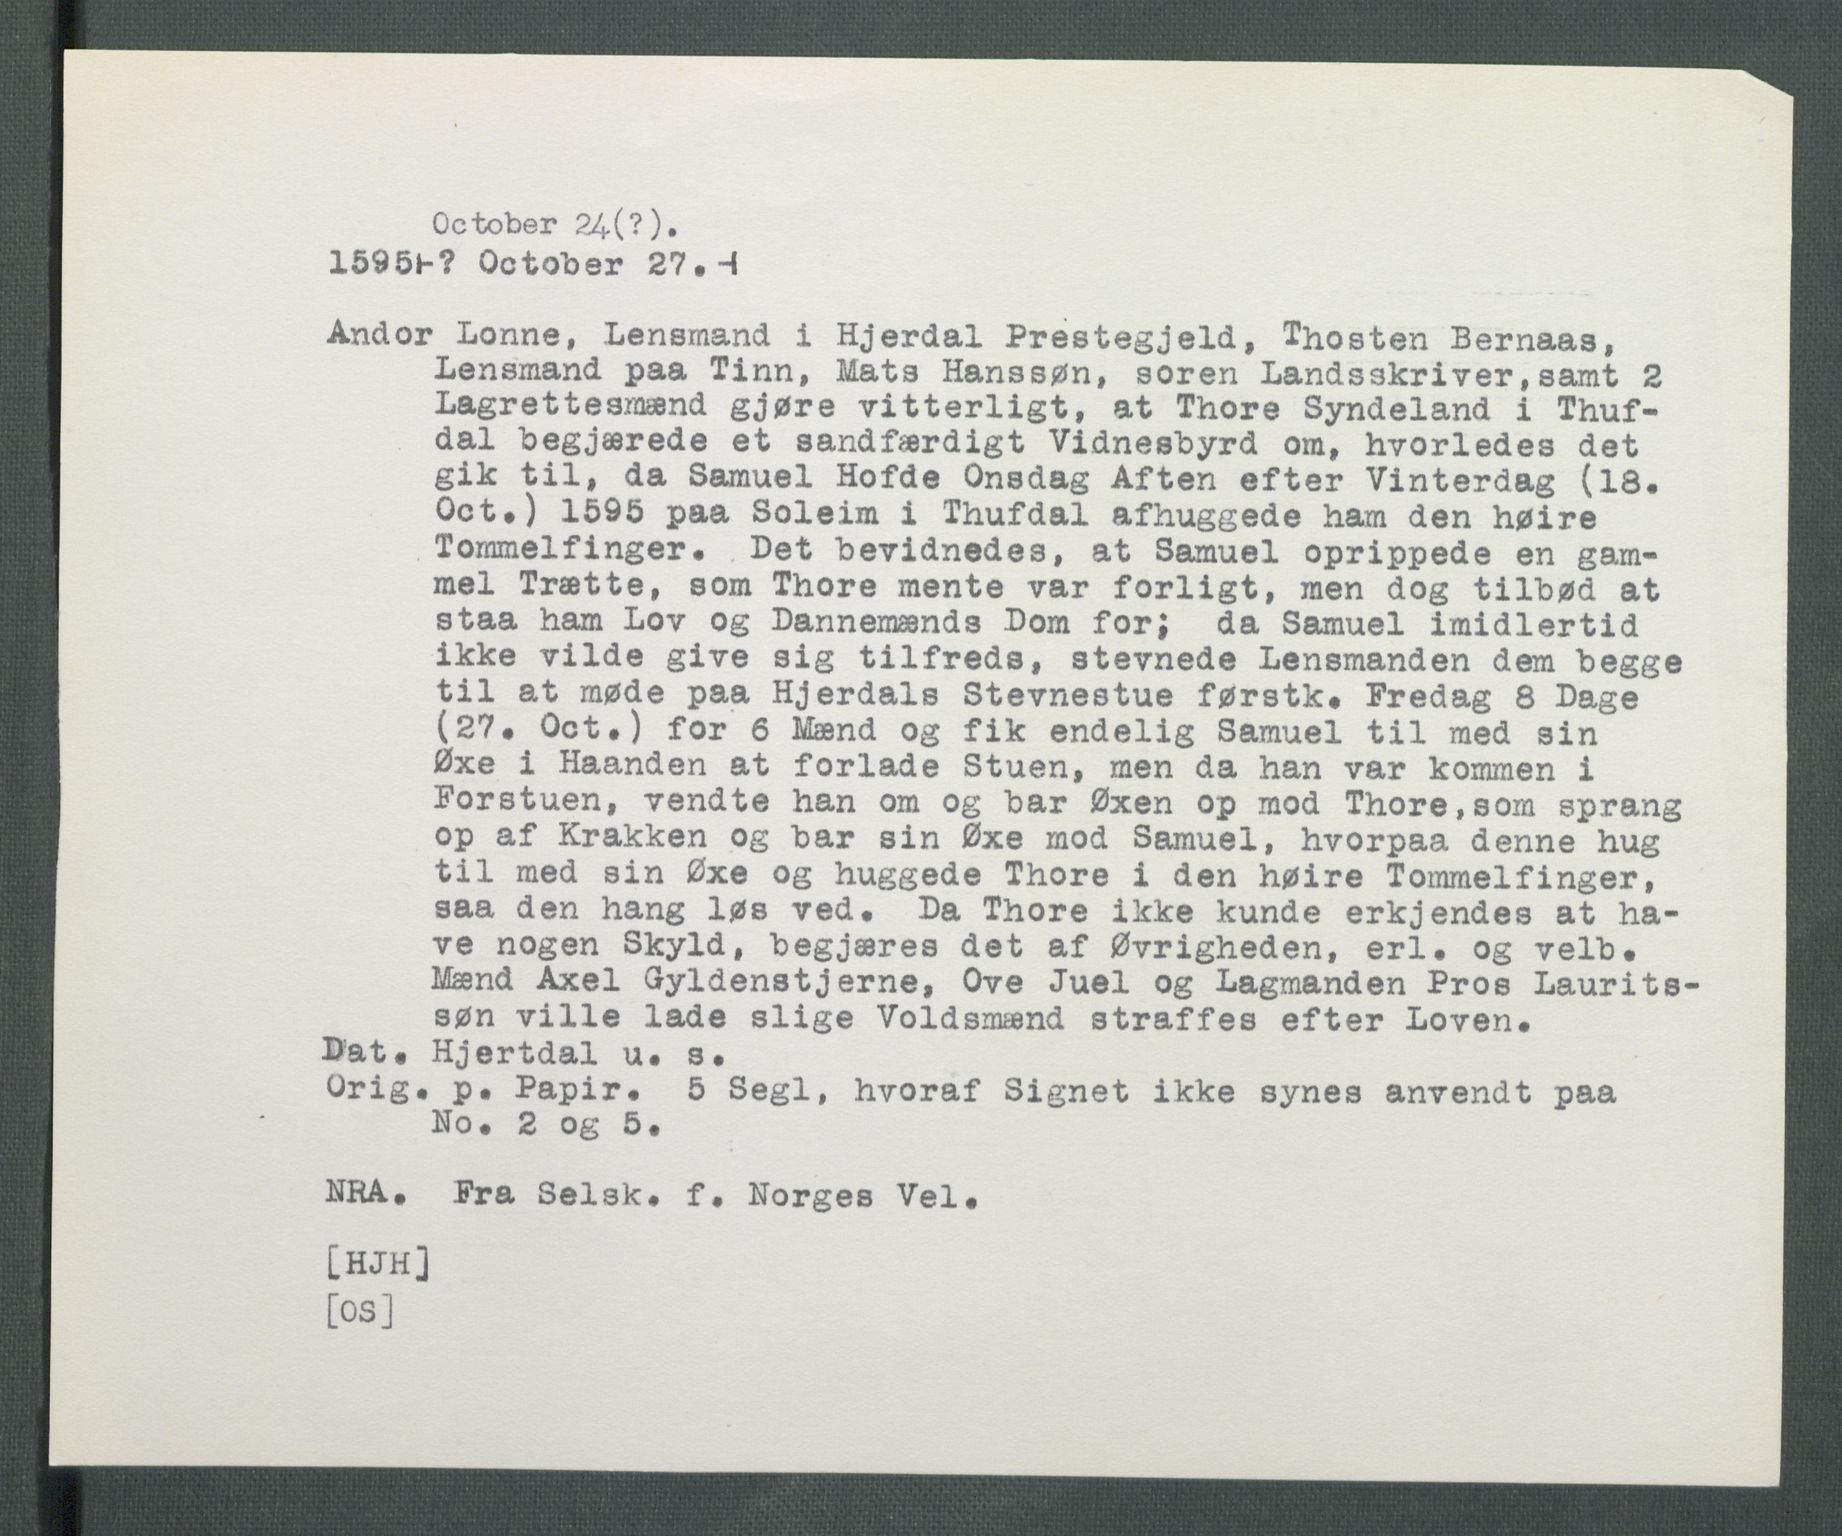 October 24(?).
1595⊢? October 27.⊣
Andor Lonne, Lensmand i Hjerdal Prestegjeld, Thosten Bernaas,
Lensmand paa Tinn, Mats Hanssøn, soren Landsskriver,samt 2
Lagrettesmænd gjøre vitterligt, at Thore Syndeland i Thuf-
dal begjærede et sandfærdigt Vidnesbyrd om, hvorledes det
gik til, da Samuel Hofde Onsdag Aften efter Vinterdag (18.
Oct.) 1595 paa Soleim i Thufdal afhuggede ham den høire
Tommelfinger.  Det bevidnedes, at Samuel oprippede en gam-
mel Trætte, som Thore mente var forligt, men dog tilbød at
staa ham Lov og Dannemænds Dom for;  da Samuel imidlertid
ikke vilde give sig tilfreds, stevnede Lensmanden dem begge
til at møde paa Hjerdals Stevnestue førstk. Fredag 8 Dage
(27. Oct.) for 6 Mænd og fik endelig Samuel til med sin
Øxe i Haanden at forlade Stuen, men da han var kommen i
Forstuen, vendte han om og bar Øxen op mod Thore,som sprang
op af Krakken og bar sin Øxe mod Samuel, hvorpaa denne hug
til med sin Øxe og huggede Thore i den høire Tommelfinger,
saa den hang løs ved.  Da Thore ikke kunde erkjendes at ha-
ve nogen Skyld, begjæres det af Øvrigheden, erl. og velb.
Mænd Axel Gyldenstjerne, Ove Juel og Lagmanden Pros Laurits-
søn ville lade slige Voldsmænd straffes efter Loven.
Dat. Hjertdal u. s.
Orig. p. Papir.  5 Segl, hvoraf Signet ikke synes anvendt paa
No. 2 og 5.
NRA.  Fra Selsk. f. Norges Vel.
[HJH]
[OS]